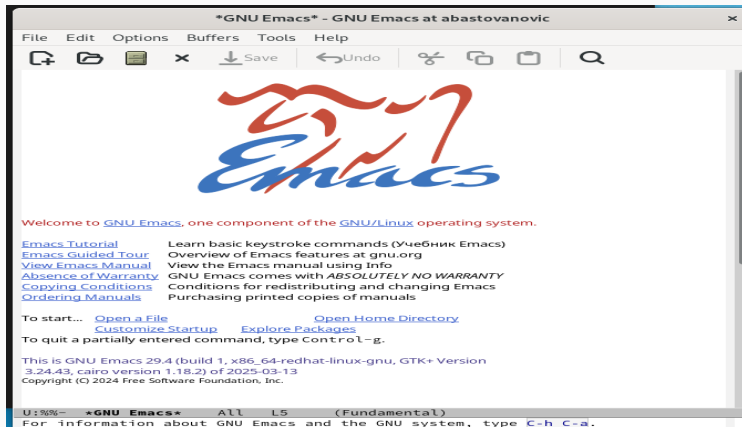 *GNU Emacs* - GNU Emacs at abastovanovic
File Edit Options Buffers Tools Help
Save Undo
Emacs
Welcome to GNU Emacs, one component of the GNU/Linux operating system.
Emacs Tutorial Learn basic keystroke commands (Учебник Emacs)
Emacs Guided Tour Overview of Emacs features at gnu.org
View Emacs Manual View the Emacs manual using Info
Absence of Warranty GNU Emacs comes with ABSOLUTELY NO WARRANTY
Copying Conditions Conditions for redistributing and changing Emacs
Ordering Manuals Purchasing printed copies of manuals
To start... Open a File Open Home Directory
Customize Startup Explore Packages
To quit a partially entered command, type Control-g.
This is GNU Emacs 29.4 (build 1, x86_64-redhat-linux-gnu, GTK+ Version
3.24.43, cairo version 1.18.2) of 2025-03-13
Copyright (C) 2024 Free Software Foundation, Inc.
U:%%- *GNU Emacs* All L5 (Fundamental)
For information about GNU Emacs and the GNU system, type C-h C-a.